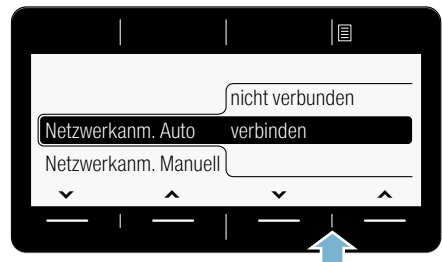 nicht verbunden
Netzwerkanm. Auto verbinden
Netzwerkanm. Manuell